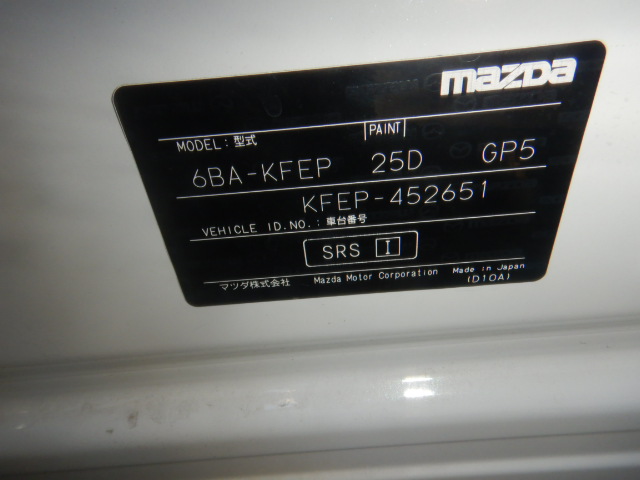 mazda
MODEL: 型式 PAINT
6BA-KFEP 25D GP5
KFEP-452651
VEHICLE ID.NO.: 車台番号
SRS I
マツダ株式会社 Mazda Motor Corporation Made in Japan
(D10A)